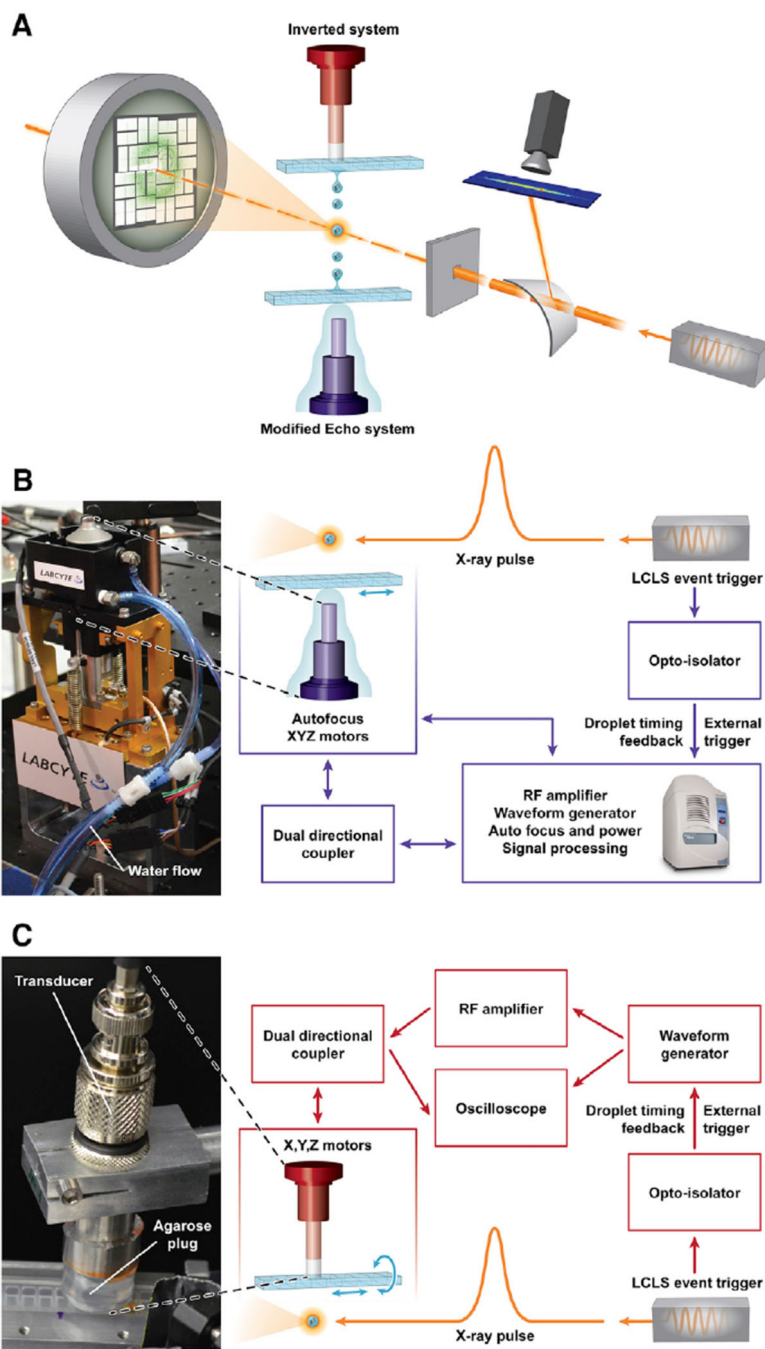 A
Inverted system
Modified Echo system
B
LABCYTE
LABCYTE
Water flow
X-ray pulse
LCLS event trigger
Opto-isolator
Droplet timing
feedback
External
trigger
Autofocus
XYZ motors
Dual directional
coupler
RF amplifier
Waveform generator
Auto focus and power
Signal processing
C
Transducer
Agarose
plug
Dual directional
coupler
RF amplifier
Oscilloscope
Waveform
generator
Droplet timing
feedback
External
trigger
X,Y,Z motors
Opto-isolator
LCLS event trigger
X-ray pulse